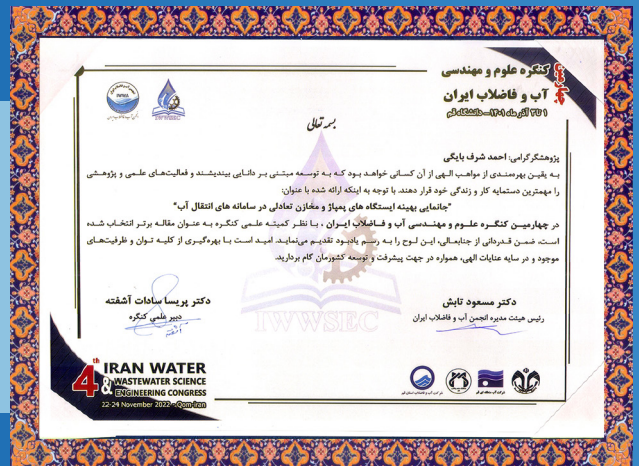 چهارمین
کنگره علوم و مهندسی
آب و فاضلاب ایران
۱ تا ۳ آذر ماه ۱۴۰۱ – دانشگاه قم
IWWA
IWWSEC
بسمه تعالی
پژوهشگر گرامی: احمد شرف بایگی
به یقین بهره‌مندی از مواهب الهی از آن کسانی خواهد بود که به توسعه مبتنی بر دانایی بیندیشند و فعالیت‌های علمی و پژوهشی
را مهمترین دستمایه کار و زندگی خود قرار دهند. با توجه به اینکه ارائه شده با عنوان:
"جانمایی بهینه ایستگاه های پمپاژ و مخازن تعادلی در سامانه های انتقال آب"
در چهارمین کنگره علوم و مهندسی آب و فاضلاب ایران ، با نظر کمیته علمی کنگره به عنوان مقاله برتر انتخاب شده
است، ضمن قدردانی از جنابعالی، این لوح را به رسم یادبود تقدیم می‌نماید. امید است با بهره‌گیری از کلیه توان و ظرفیت‌های
موجود و در سایه عنایات الهی، همواره در جهت پیشرفت و توسعه کشورمان گام بردارید.
دکتر مسعود تابش
رئیس هیئت مدیره انجمن آب و فاضلاب ایران
دکتر پریسا سادات آشفته
دبیر علمی کنگره
IWWSEC
4th IRAN WATER
& WASTEWATER SCIENCE
ENGINEERING CONGRESS
22-24 November 2022 - Qom-Iran